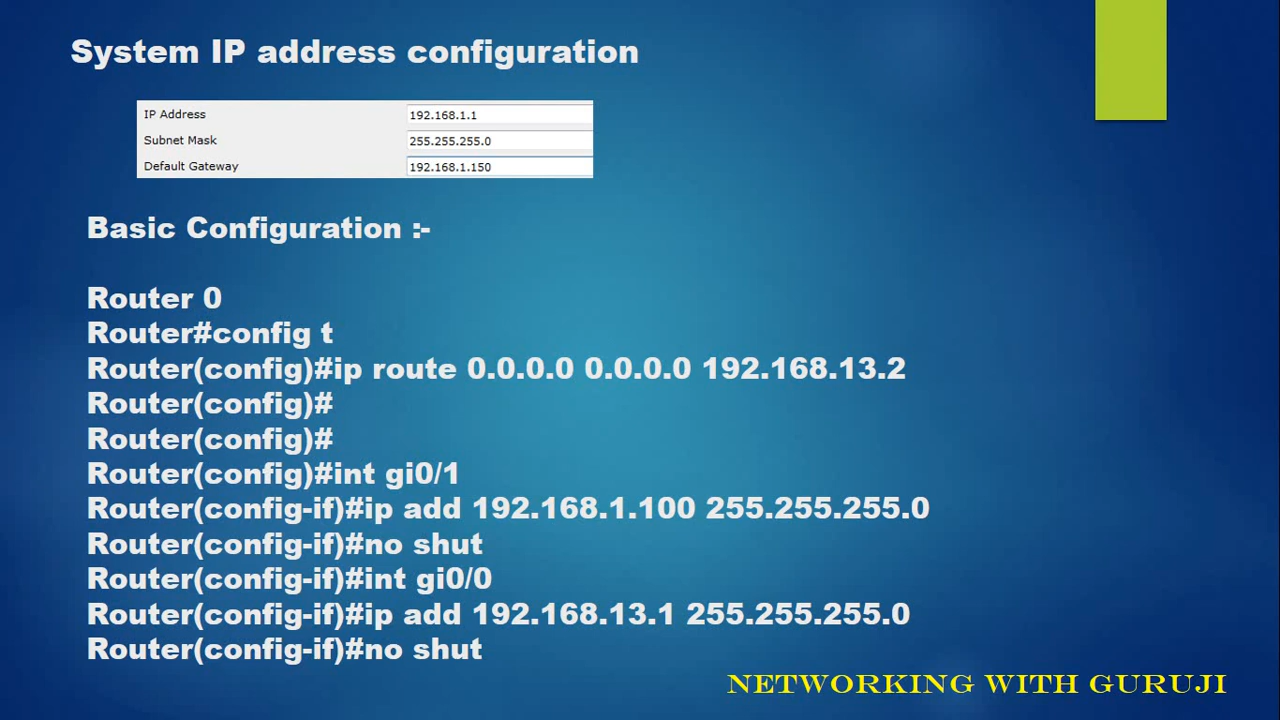 System IP address configuration
IP Address 192.168.1.1
Subnet Mask 255.255.255.0
Default Gateway 192.168.1.150
Basic Configuration :-
Router 0
Router#config t
Router(config)#ip route 0.0.0.0 0.0.0.0 192.168.13.2
Router(config)#
Router(config)#
Router(config)#int gi0/1
Router(config-if)#ip add 192.168.1.100 255.255.255.0
Router(config-if)#no shut
Router(config-if)#int gi0/0
Router(config-if)#ip add 192.168.13.1 255.255.255.0
Router(config-if)#no shut
NETWORKING WITH GURUJI